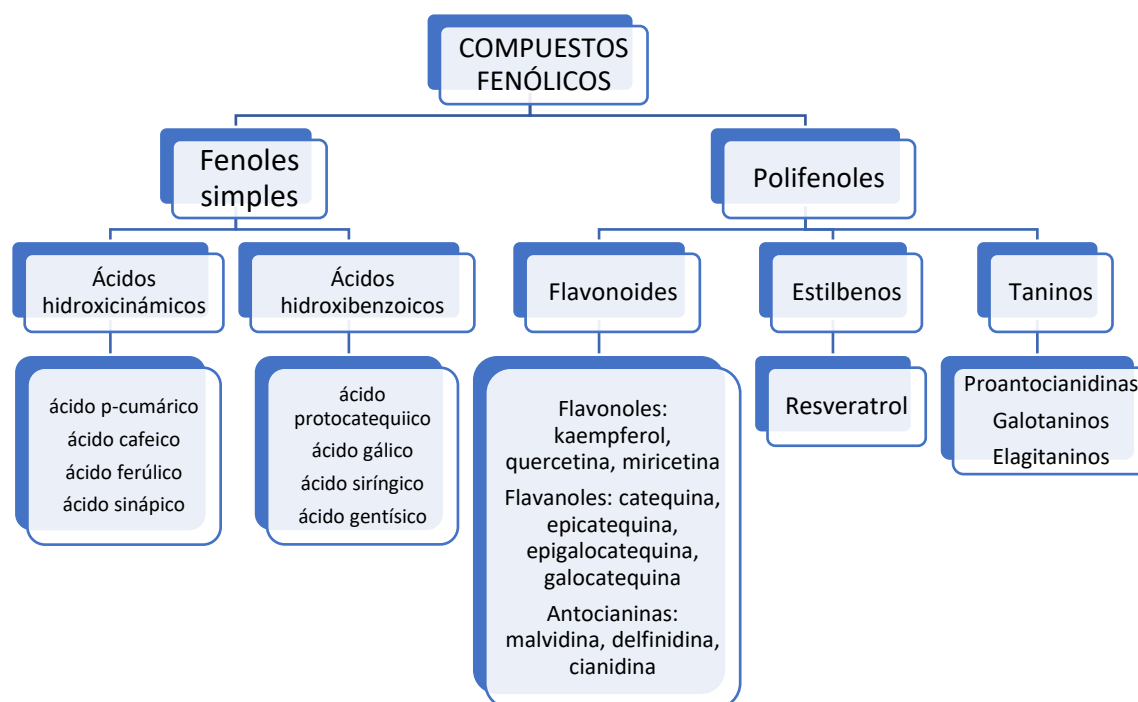 COMPUESTOS
FENÓLICOS
Fenoles
simples
Polifenoles
Ácidos
hidroxicinámicos
Ácidos
hidroxibenzoicos
Flavonoides
Estilbenos
Taninos
ácido p-cumárico
ácido cafeico
ácido ferúlico
ácido sinápico
ácido
protocatequiico
ácido gálico
ácido siríngico
ácido gentísico
Flavonoles:
kaempferol,
quercetina, miricetina
Flavanoles: catequina,
epicatequina,
epigalocatequina,
galocatequina
Antocianinas:
malvidina, delfinidina,
cianidina
Resveratrol
Proantocianidinas
Galotaninos
Elagitaninos